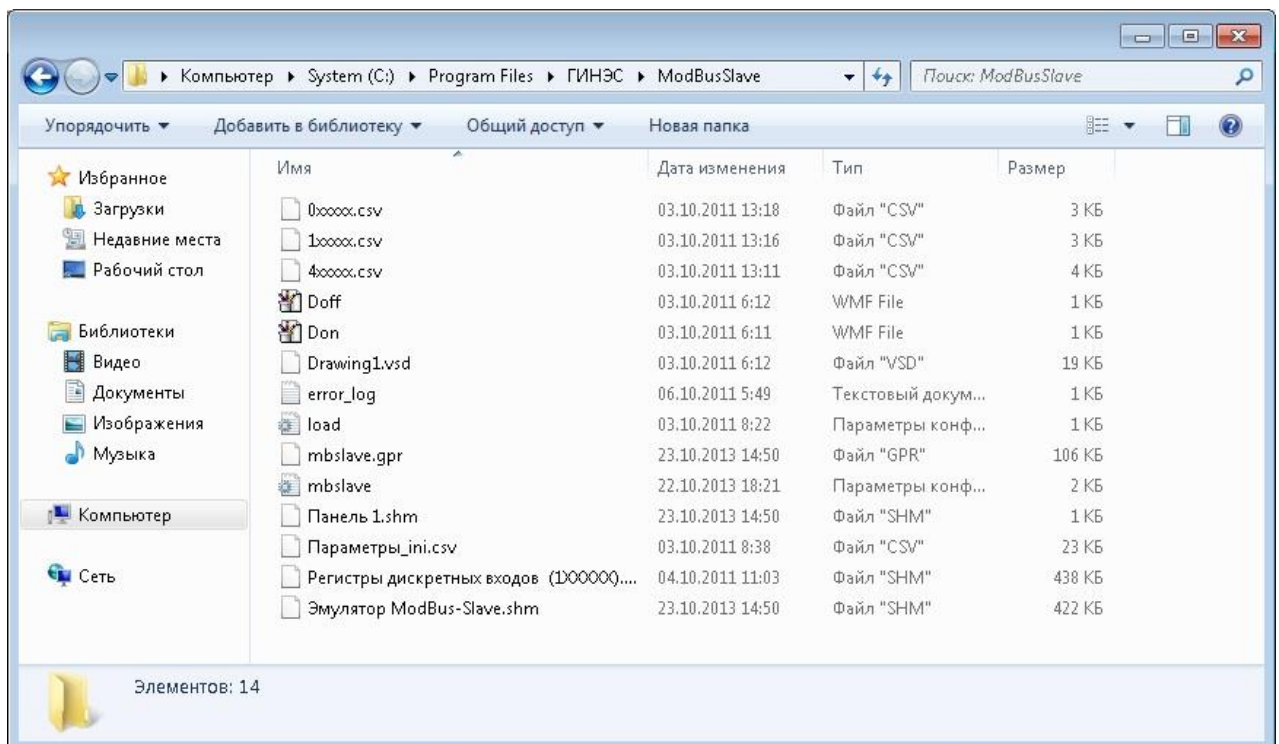 Компьютер ▸ System (C:) ▸ Program Files ▸ ГИНЭС ▸ ModBusSlave Поиск: ModBusSlave
Упорядочить Добавить в библиотеку Общий доступ Новая папка
Избранное
Загрузки
Недавние места
Рабочий стол
Библиотеки
Видео
Документы
Изображения
Музыка
Компьютер
Сеть
Имя Дата изменения Тип Размер
0xxxxx.csv 03.10.2011 13:18 Файл "CSV" 3 КБ
1xxxxx.csv 03.10.2011 13:16 Файл "CSV" 3 КБ
4xxxxx.csv 03.10.2011 13:11 Файл "CSV" 4 КБ
Doff 03.10.2011 6:12 WMF File 1 КБ
Don 03.10.2011 6:11 WMF File 1 КБ
Drawing1.vsd 03.10.2011 6:12 Файл "VSD" 19 КБ
error_log 06.10.2011 5:49 Текстовый докум... 1 КБ
load 03.10.2011 8:22 Параметры конф... 1 КБ
mbslave.gpr 23.10.2013 14:50 Файл "GPR" 106 КБ
mbslave 22.10.2013 18:21 Параметры конф... 2 КБ
Панель 1.shm 23.10.2013 14:50 Файл "SHM" 1 КБ
Параметры_ini.csv 03.10.2011 8:38 Файл "CSV" 23 КБ
Регистры дискретных входов (1XXXXX).... 04.10.2011 11:03 Файл "SHM" 438 КБ
Эмулятор ModBus-Slave.shm 23.10.2013 14:50 Файл "SHM" 422 КБ
Элементов: 14